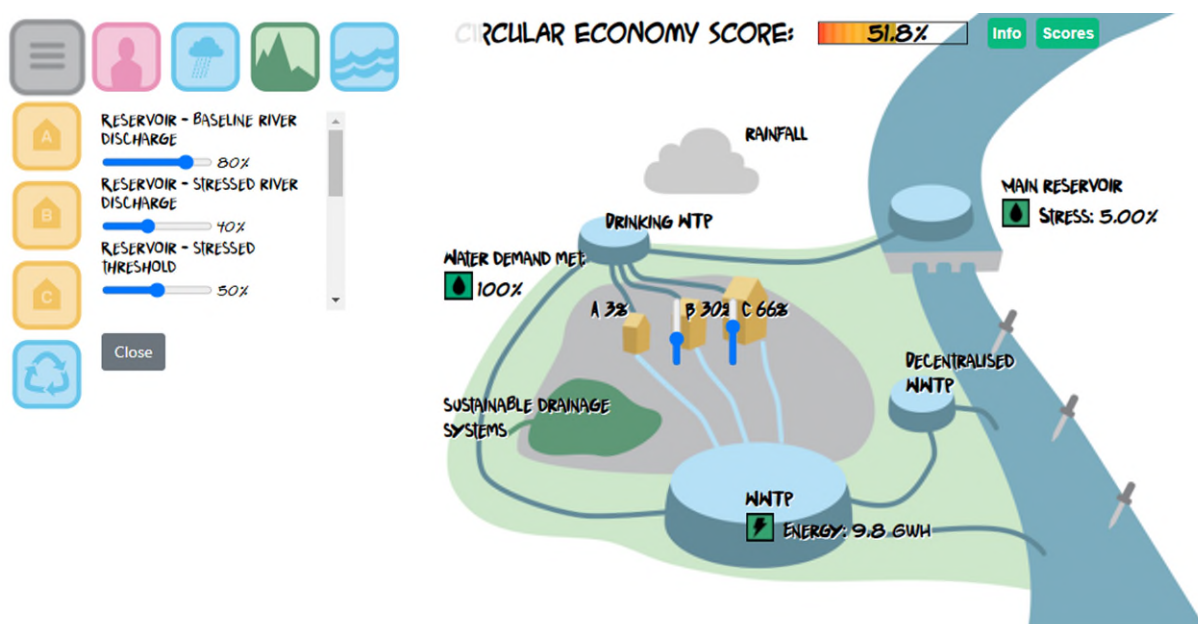 CIRCULAR ECONOMY SCORE:
51.8%
Info
Scores
A
B
C
RESERVOIR - BASELINE RIVER
DISCHARGE
80%
RESERVOIR - STRESSED RIVER
DISCHARGE
40%
RESERVOIR - STRESSED
THRESHOLD
50%
Close
RAINFALL
MAIN RESERVOIR
STRESS: 5.00%
DRINKING WTP
WATER DEMAND MET:
100%
A 3%
B 30%
C 66%
DECENTRALISED
WWTP
SUSTAINABLE DRAINAGE
SYSTEMS
WWTP
ENERGY: 9.8 GWH